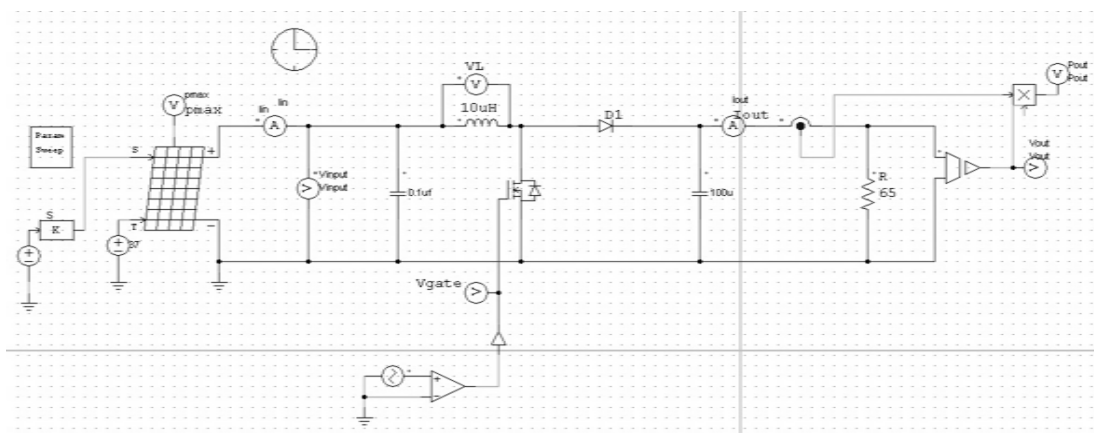 VL
V
10uH
Pout
V Pout
pmax
V pmax
Iin Iin
A
D1
Iout
A Iout
Param
Sweep
S
+
Vinput
V Vinput
0.1uf
100u
R
65
Vout
V Vout
S
K
T
37
-
Vgate
V